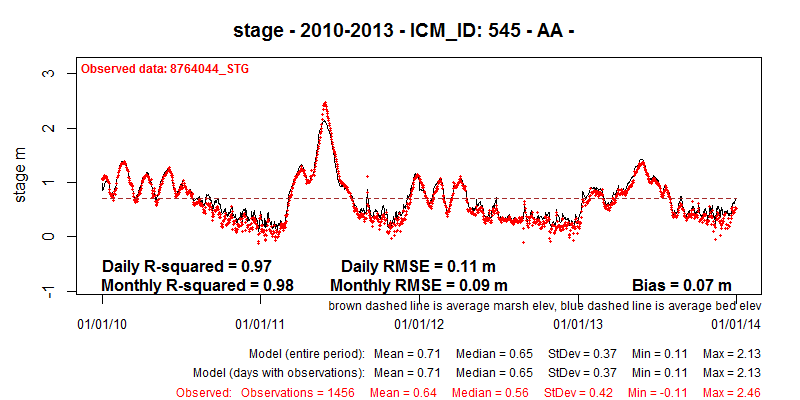 stage - 2010-2013 - ICM_ID: 545 - AA -
Observed data: 8764044_STG
stage m
3
2
1
0
-1
Daily R-squared = 0.97 Daily RMSE = 0.11 m
Monthly R-squared = 0.98 Monthly RMSE = 0.09 m Bias = 0.07 m
brown dashed line is average marsh elev, blue dashed line is average bed elev
01/01/10 01/01/11 01/01/12 01/01/13 01/01/14
Model (entire period): Mean = 0.71 Median = 0.65 StDev = 0.37 Min = 0.11 Max = 2.13
Model (days with observations): Mean = 0.71 Median = 0.65 StDev = 0.37 Min = 0.11 Max = 2.13
Observed: Observations = 1456 Mean = 0.64 Median = 0.56 StDev = 0.42 Min = -0.11 Max = 2.46